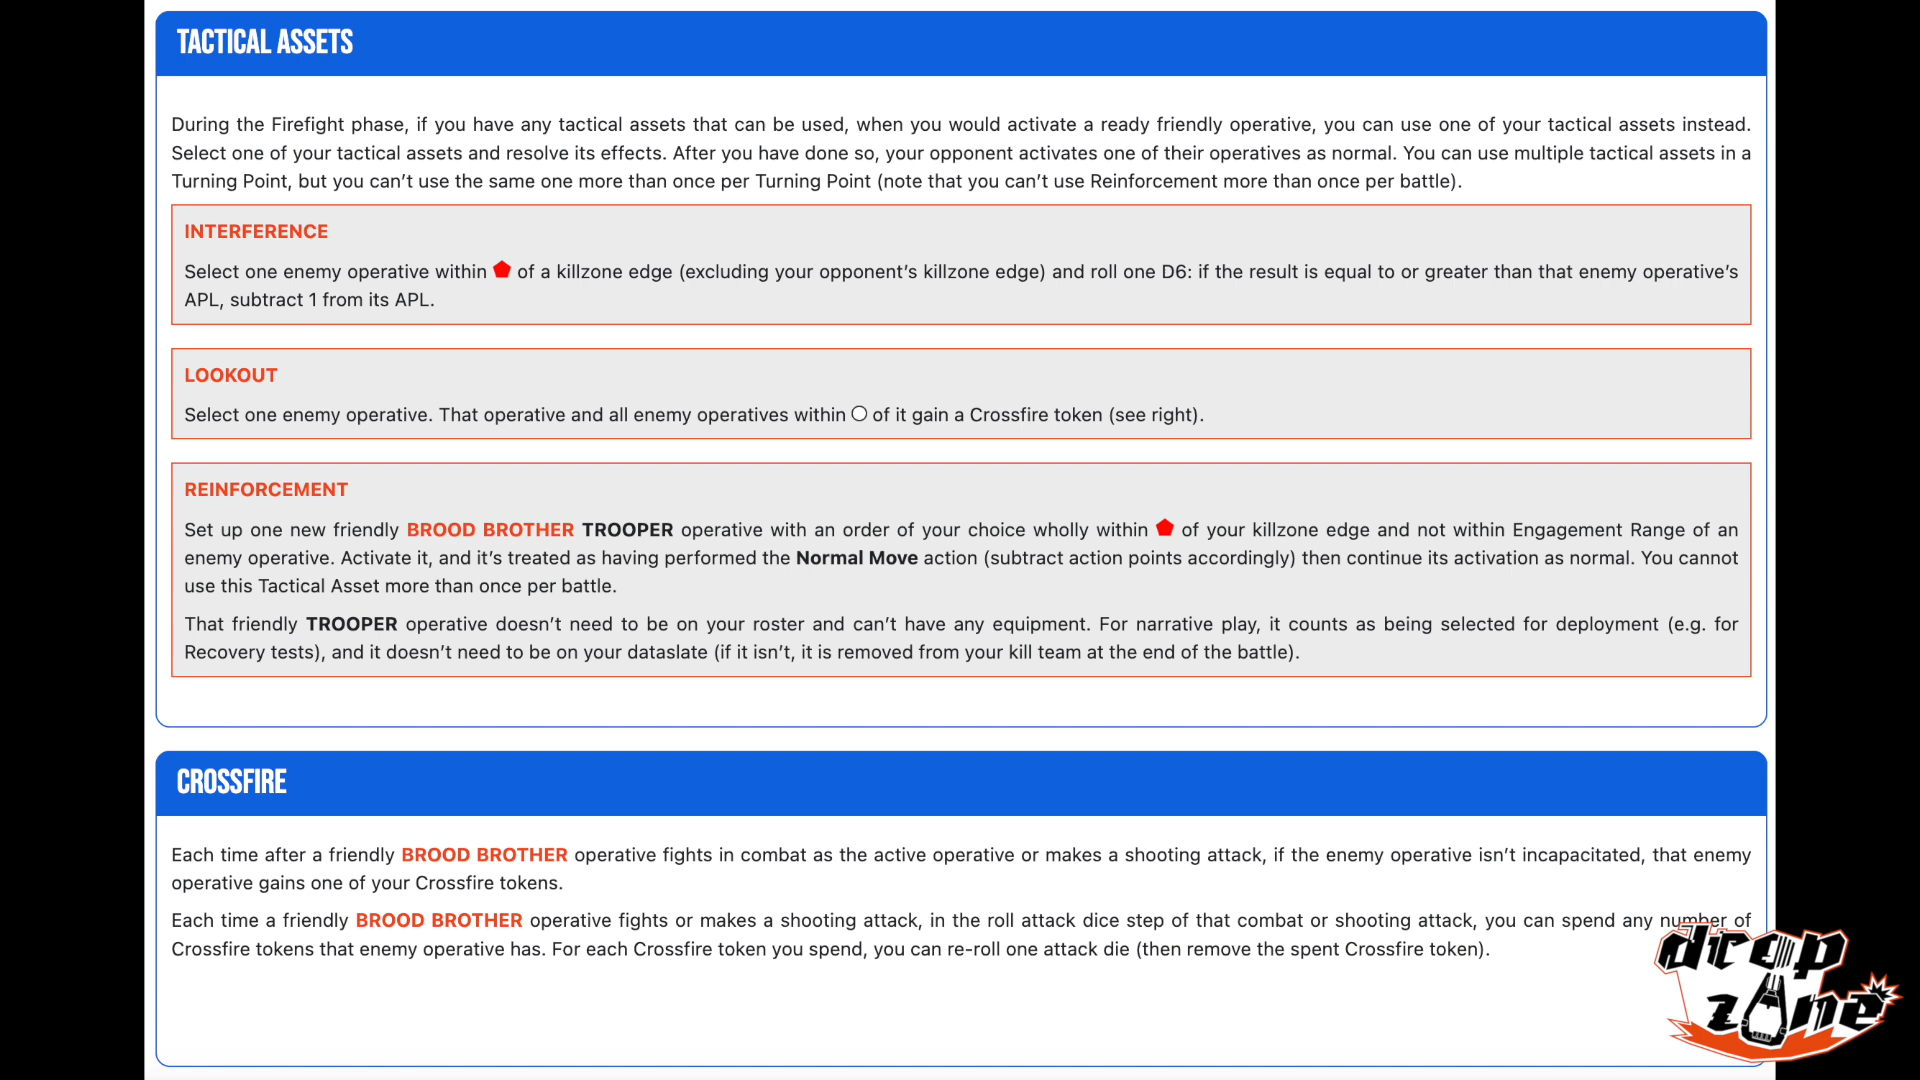 TACTICAL ASSETS
During the Firefight phase, if you have any tactical assets that can be used, when you would activate a ready friendly operative, you can use one of your tactical assets instead.
Select one of your tactical assets and resolve its effects. After you have done so, your opponent activates one of their operatives as normal. You can use multiple tactical assets in a
Turning Point, but you can’t use the same one more than once per Turning Point (note that you can’t use Reinforcement more than once per battle).
INTERFERENCE
Select one enemy operative within of a killzone edge (excluding your opponent’s killzone edge) and roll one D6: if the result is equal to or greater than that enemy operative’s
APL, subtract 1 from its APL.
LOOKOUT
Select one enemy operative. That operative and all enemy operatives within of it gain a Crossfire token (see right).
REINFORCEMENT
Set up one new friendly BROOD BROTHER TROOPER operative with an order of your choice wholly within of your killzone edge and not within Engagement Range of an
enemy operative. Activate it, and it’s treated as having performed the Normal Move action (subtract action points accordingly) then continue its activation as normal. You cannot
use this Tactical Asset more than once per battle.
That friendly TROOPER operative doesn’t need to be on your roster and can’t have any equipment. For narrative play, it counts as being selected for deployment (e.g. for
Recovery tests), and it doesn’t need to be on your dataslate (if it isn’t, it is removed from your kill team at the end of the battle).
CROSSFIRE
Each time after a friendly BROOD BROTHER operative fights in combat as the active operative or makes a shooting attack, if the enemy operative isn’t incapacitated, that enemy
operative gains one of your Crossfire tokens.
Each time a friendly BROOD BROTHER operative fights or makes a shooting attack, in the roll attack dice step of that combat or shooting attack, you can spend any number of
Crossfire tokens that enemy operative has. For each Crossfire token you spend, you can re-roll one attack die (then remove the spent Crossfire token).
drop
zone